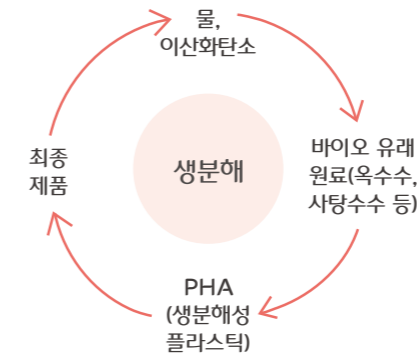 물,
이산화탄소
바이오 유래
원료(옥수수,
사탕수수 등)
PHA
(생분해성
플라스틱)
최종
제품
생분해